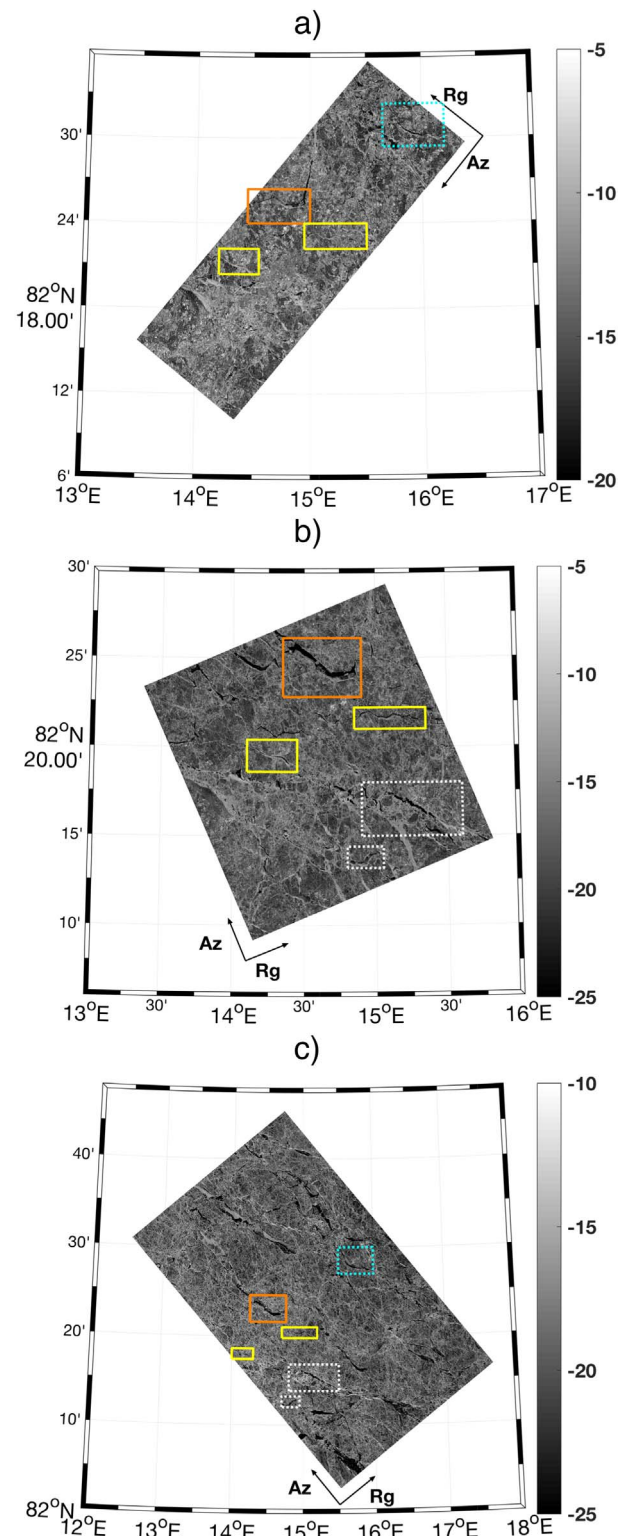 a)
-5
Rg
30'
Az
-10
24'
82°N
18.00'
-15
12'
6'
-20
13°E 14°E 15°E 16°E 17°E
b)
30'
-5
25'
-10
82°N
20.00'
-15
15'
-20
10'
Az
Rg
-25
13°E 30' 14°E 30' 15°E 30' 16°E
c)
-10
40'
30'
-15
20'
-20
10'
Az
Rg
82°N
-25
12°E 13°E 14°E 15°E 16°E 17°E 18°E